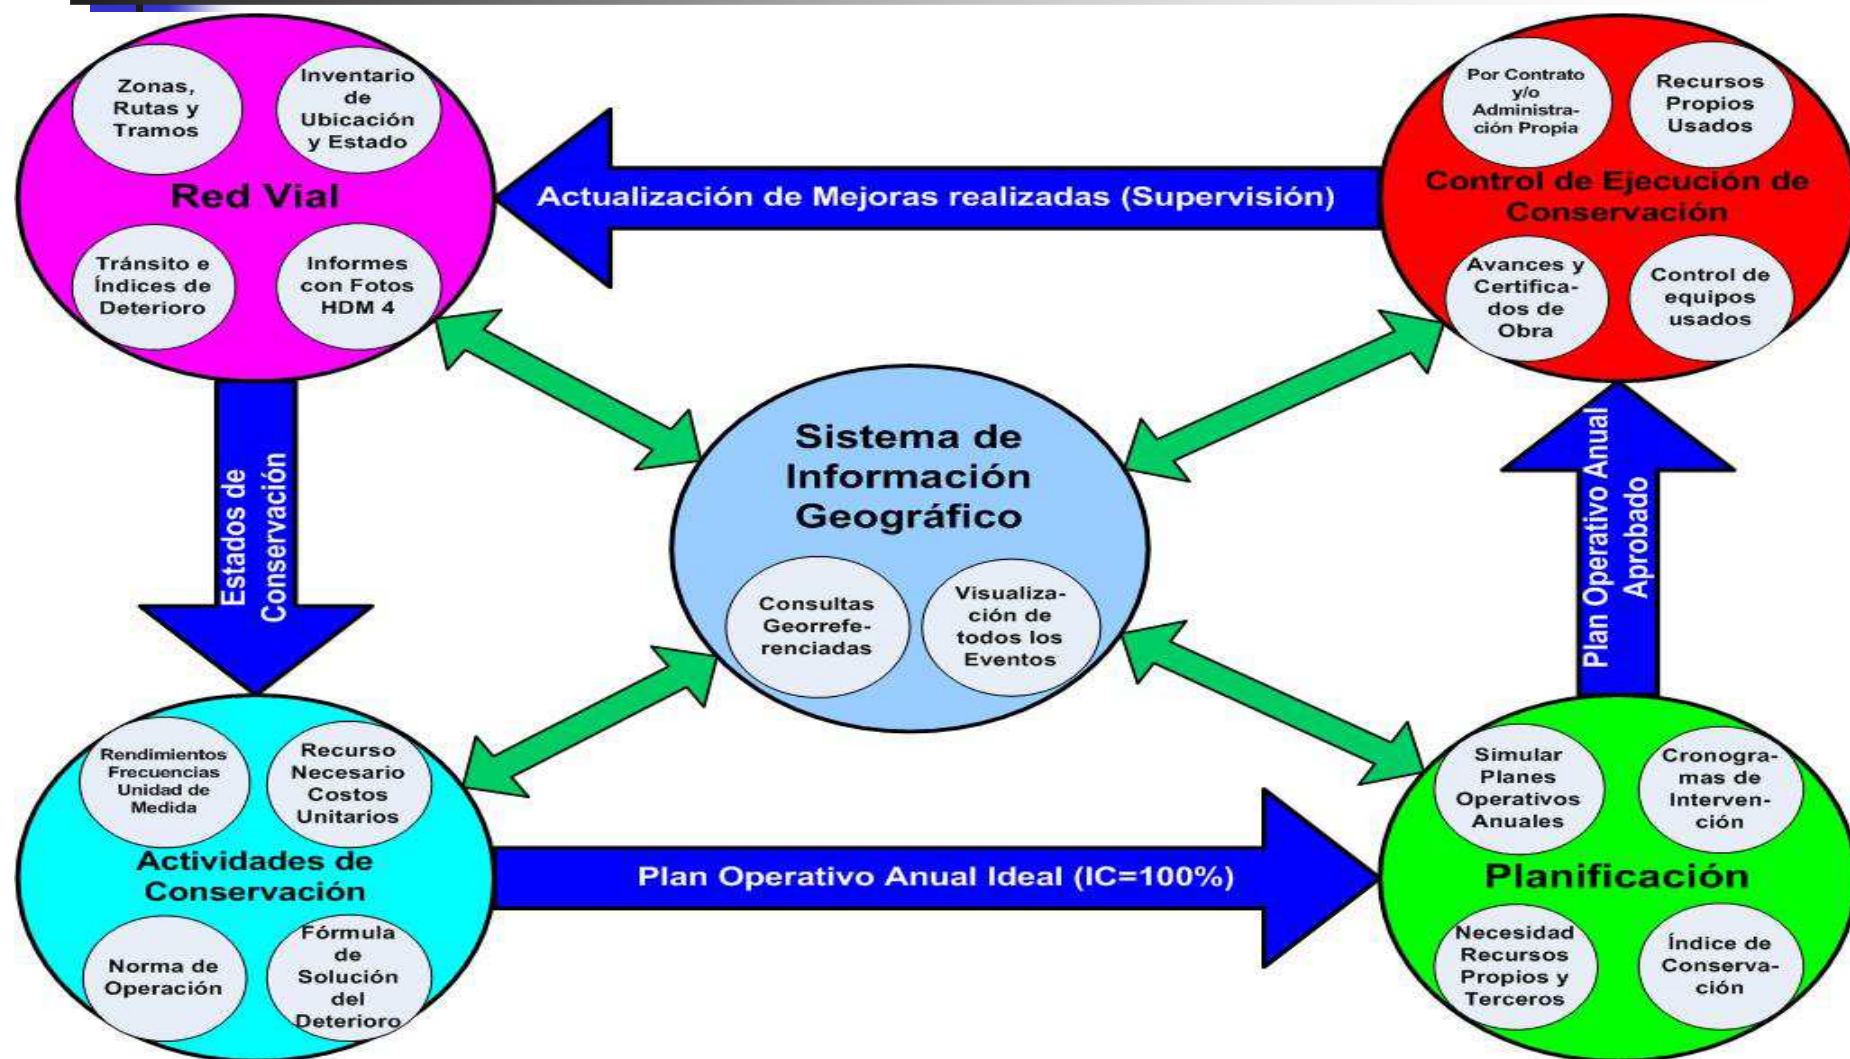 Zonas,
Rutas y
Tramos
Inventario
de
Ubicación
y Estado
Red Vial
Tránsito e
Índices de
Deterioro
Informes
con Fotos
HDM 4
Actualización de Mejoras realizadas (Supervisión)
Por Contrato
y/o
Administra-
ción Propia
Recursos
Propios
Usados
Control de Ejecución de
Conservación
Avances y
Certifica-
dos de
Obra
Control de
equipos
usados
Estados de
Conservación
Sistema de
Información
Geográfico
Consultas
Georrefe-
renciadas
Visualiza-
ción de
todos los
Eventos
Plan Operativo Anual
Aprobado
Rendimientos
Frecuencias
Unidad de
Medida
Recurso
Necesario
Costos
Unitarios
Actividades de
Conservación
Norma de
Operación
Fórmula
de
Solución
del
Deterioro
Plan Operativo Anual Ideal (IC=100%)
Simular
Planes
Operativos
Anuales
Cronogra-
mas de
Interven-
ción
Planificación
Necesidad
Recursos
Propios y
Terceros
Índice de
Conserva-
ción